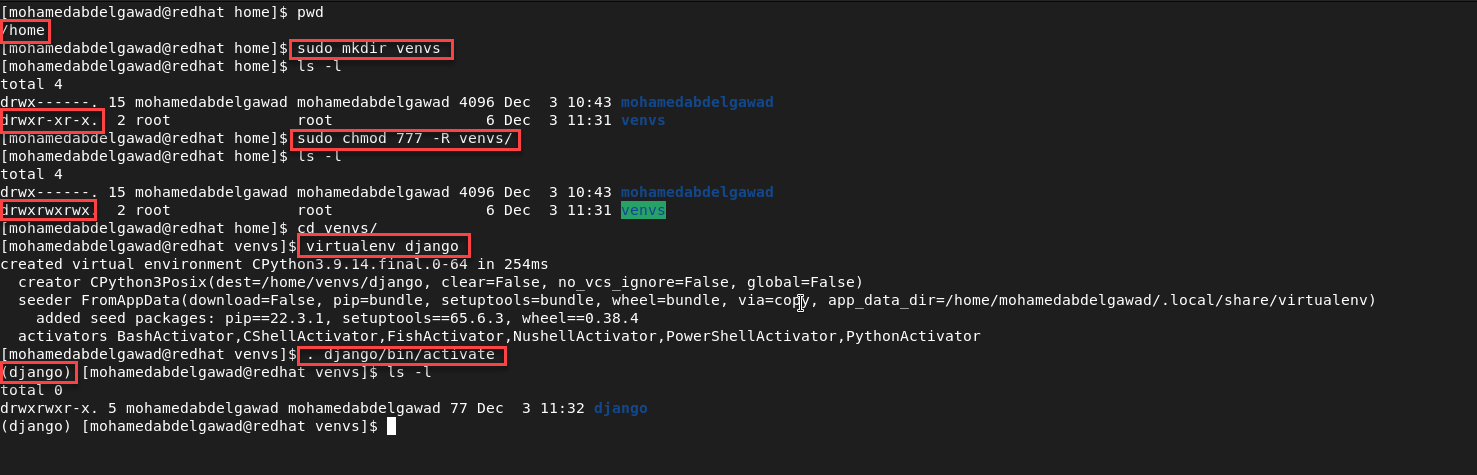 [mohamedabdelgawad@redhat home]$ pwd
/home
[mohamedabdelgawad@redhat home]$ sudo mkdir venvs
[mohamedabdelgawad@redhat home]$ ls -l
total 4
drwx------. 15 mohamedabdelgawad mohamedabdelgawad 4096 Dec  3 10:43 mohamedabdelgawad
drwxr-xr-x.  2 root              root                 6 Dec  3 11:31 venvs
[mohamedabdelgawad@redhat home]$ sudo chmod 777 -R venvs/
[mohamedabdelgawad@redhat home]$ ls -l
total 4
drwx------. 15 mohamedabdelgawad mohamedabdelgawad 4096 Dec  3 10:43 mohamedabdelgawad
drwxrwxrwx.  2 root              root                 6 Dec  3 11:31 venvs
[mohamedabdelgawad@redhat home]$ cd venvs/
[mohamedabdelgawad@redhat venvs]$ virtualenv django
created virtual environment CPython3.9.14.final.0-64 in 254ms
  creator CPython3Posix(dest=/home/venvs/django, clear=False, no_vcs_ignore=False, global=False)
  seeder FromAppData(download=False, pip=bundle, setuptools=bundle, wheel=bundle, via=copy, app_data_dir=/home/mohamedabdelgawad/.local/share/virtualenv)
    added seed packages: pip==22.3.1, setuptools==65.6.3, wheel==0.38.4
  activators BashActivator,CShellActivator,FishActivator,NushellActivator,PowerShellActivator,PythonActivator
[mohamedabdelgawad@redhat venvs]$ . django/bin/activate
(django) [mohamedabdelgawad@redhat venvs]$ ls -l
total 0
drwxrwxr-x. 5 mohamedabdelgawad mohamedabdelgawad 77 Dec  3 11:32 django
(django) [mohamedabdelgawad@redhat venvs]$